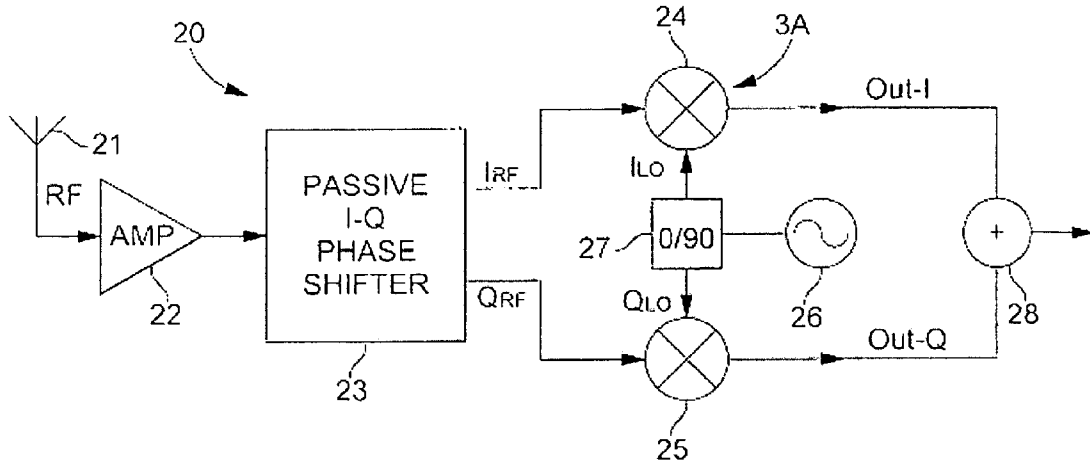 20
24
3A
21
RF
AMP
22
PASSIVE
I-Q
PHASE
SHIFTER
23
IRF
QRF
ILO
27
0/90
QLO
26
25
Out-I
Out-Q
+
28